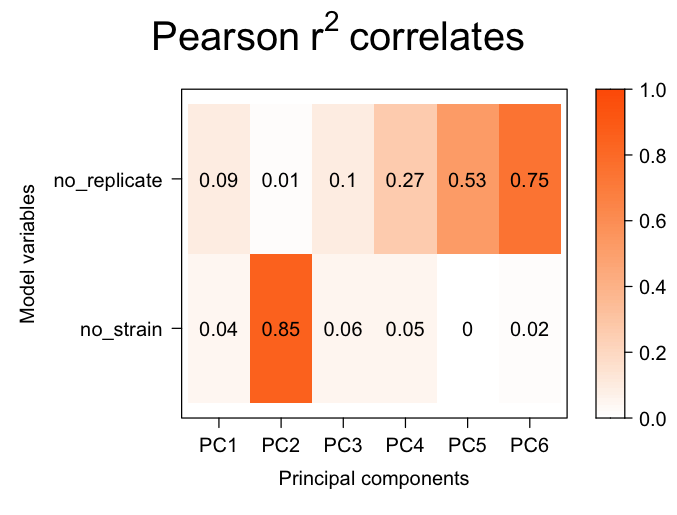 Pearson r² correlates
Model variables
no_replicate 0.09 0.01 0.1 0.27 0.53 0.75
no_strain 0.04 0.85 0.06 0.05 0 0.02
PC1 PC2 PC3 PC4 PC5 PC6
Principal components
1.0
0.8
0.6
0.4
0.2
0.0